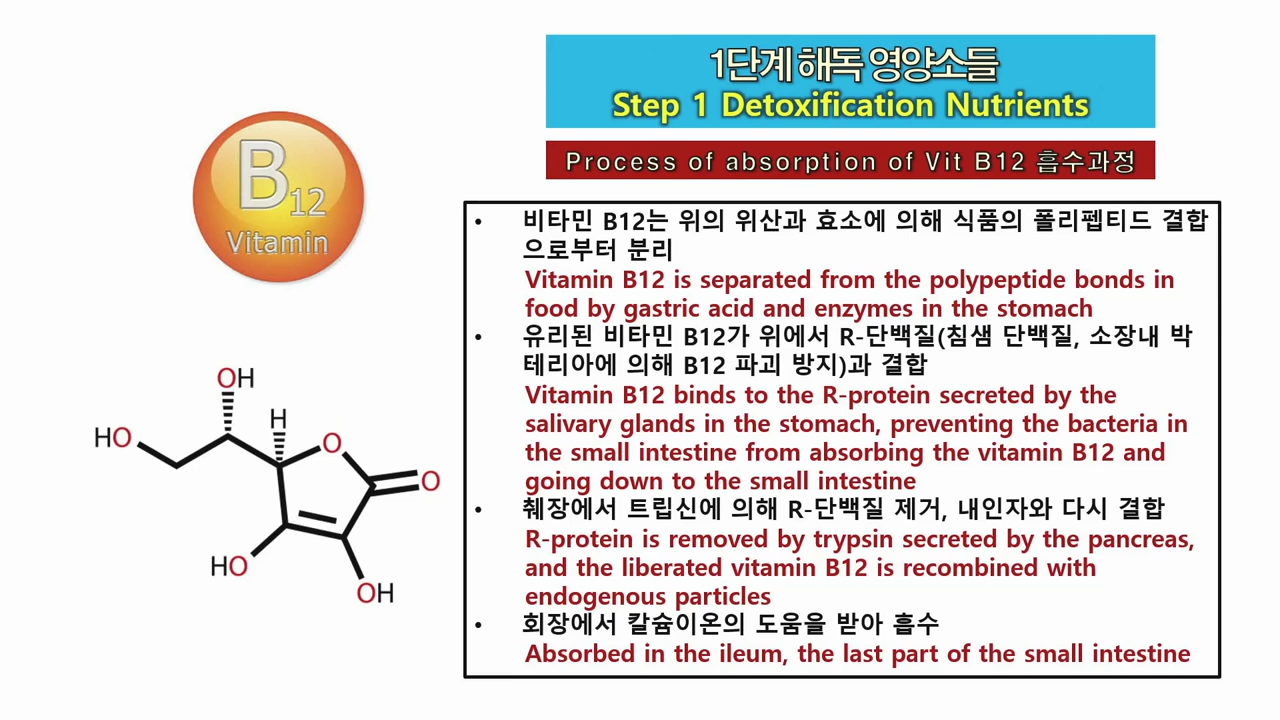 1단계 해독 영양소들
Step 1 Detoxification Nutrients
Process of absorption of Vit B12 흡수과정
B12
Vitamin
• 비타민 B12는 위의 위산과 효소에 의해 식품의 폴리펩티드 결합
으로부터 분리
Vitamin B12 is separated from the polypeptide bonds in
food by gastric acid and enzymes in the stomach
• 유리된 비타민 B12가 위에서 R-단백질(침샘 단백질, 소장내 박
테리아에 의해 B12 파괴 방지)과 결합
Vitamin B12 binds to the R-protein secreted by the
salivary glands in the stomach, preventing the bacteria in
the small intestine from absorbing the vitamin B12 and
going down to the small intestine
• 췌장에서 트립신에 의해 R-단백질 제거, 내인자와 다시 결합
R-protein is removed by trypsin secreted by the pancreas,
and the liberated vitamin B12 is recombined with
endogenous particles
• 회장에서 칼슘이온의 도움을 받아 흡수
Absorbed in the ileum, the last part of the small intestine
OH
H
HO
O
O
HO
OH